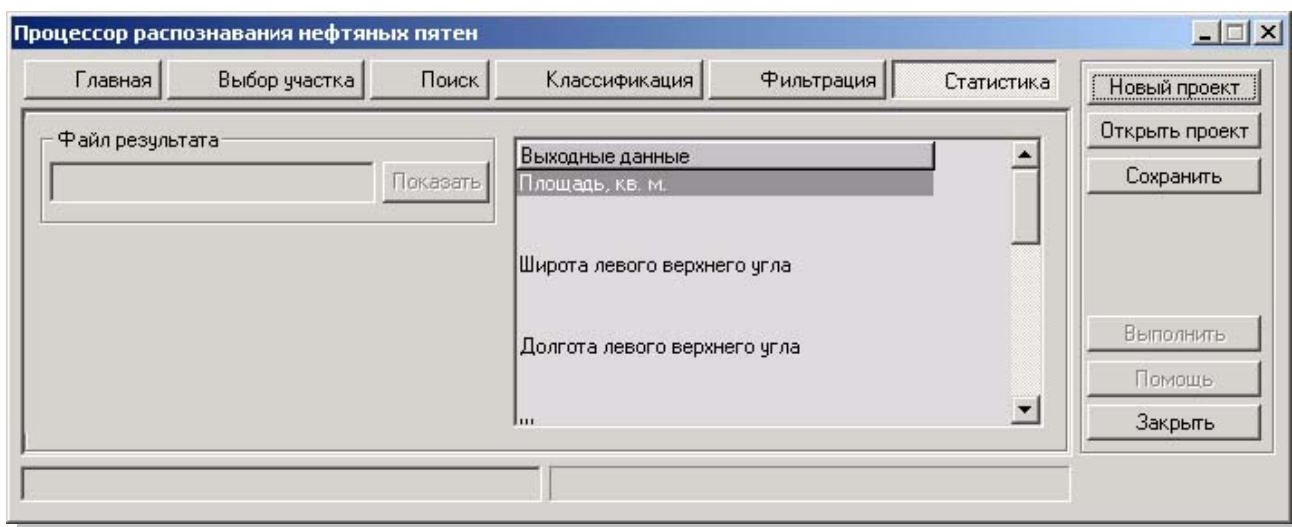 Процессор распознавания нефтяных пятен
Главная Выбор участка Поиск Классификация Фильтрация Статистика
Новый проект
Открыть проект
Сохранить
Файл результата
Показать
Выходные данные
Площадь, кв. м.
Широта левого верхнего угла
Долгота левого верхнего угла
...
Выполнить
Помощь
Закрыть